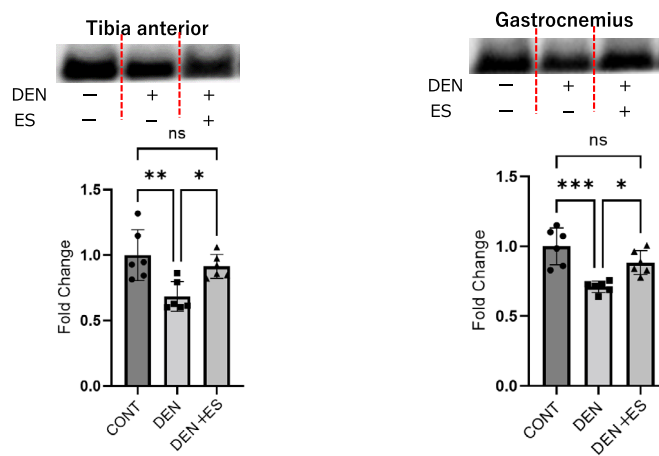 Tibia anterior
DEN − + +
ES − − +
ns
** *
1.5
1.0
0.5
0.0
Fold Change
CONT
DEN
DEN+ES
Gastrocnemius
DEN − + +
ES − − +
ns
*** *
1.5
1.0
0.5
0.0
Fold Change
CONT
DEN
DEN+ES